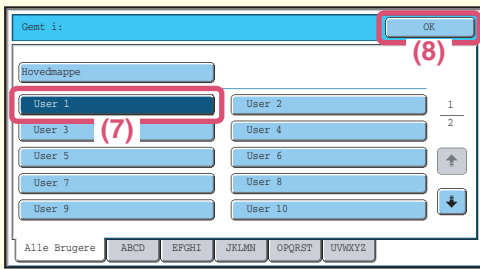 Gemt i:
OK
(8)
Hovedmappe
User 1
User 2
1
2
(7)
User 3
User 4
User 5
User 6
User 7
User 8
User 9
User 10
Alle Brugere
ABCD
EFGHI
JKLMN
OPQRST
UVWXYZ